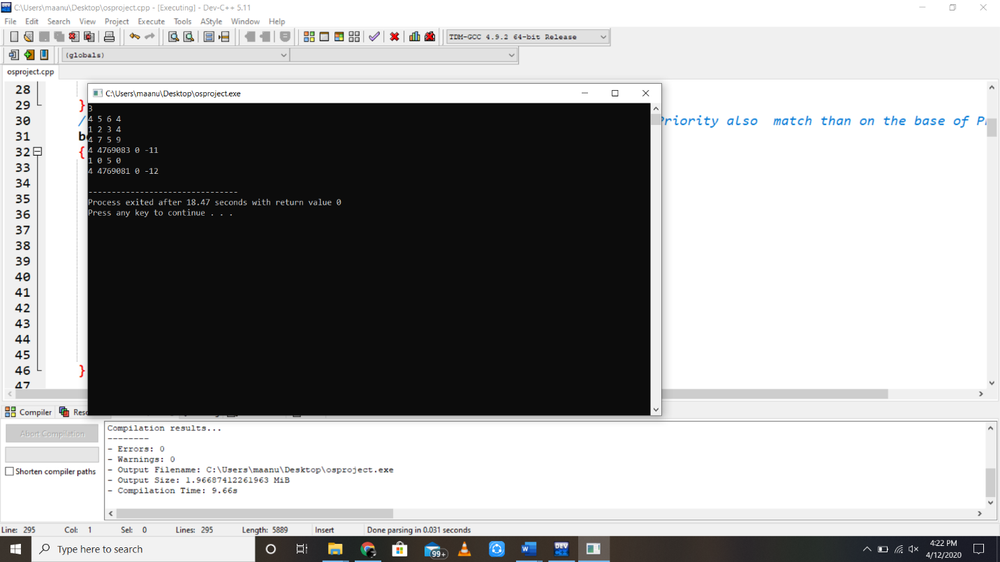 C:\Users\maanu\Desktop\osproject.cpp - [Executing] - Dev-C++ 5.11
File Edit Search View Project Execute Tools AStyle Window Help
TDM-GCC 4.9.2 64-bit Release
(globals)
osproject.cpp
C:\Users\maanu\Desktop\osproject.exe
3
4 5 6 4
1 2 3 4
4 7 5 9
4 4769083 0 -11
1 0 5 0
4 4769081 0 -12
--------------------------------
Process exited after 18.47 seconds with return value 0
Press any key to continue . . .
28
29 }
30 / Priority also match than on the base of
31 b
32 {
33
34
35
36
37
38
39
40
41
42
43
44
45
46 }
47
Compiler
Abort Compilation
Shorten compiler paths
Compilation results...
--------
- Errors: 0
- Warnings: 0
- Output Filename: C:\Users\maanu\Desktop\osproject.exe
- Output Size: 1.96687412261963 MiB
- Compilation Time: 9.66s
Line: 295 Col: 1 Sel: 0 Lines: 295 Length: 5889 Insert Done parsing in 0.031 seconds
Type here to search
99+
DEV
4:22 PM
4/12/2020